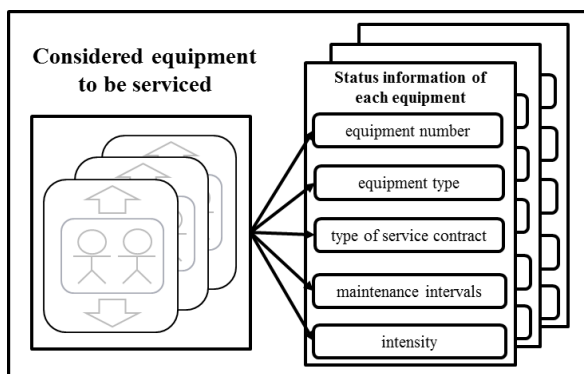 Considered equipment
to be serviced
Status information of
each equipment
equipment number
equipment type
type of service contract
maintenance intervals
intensity